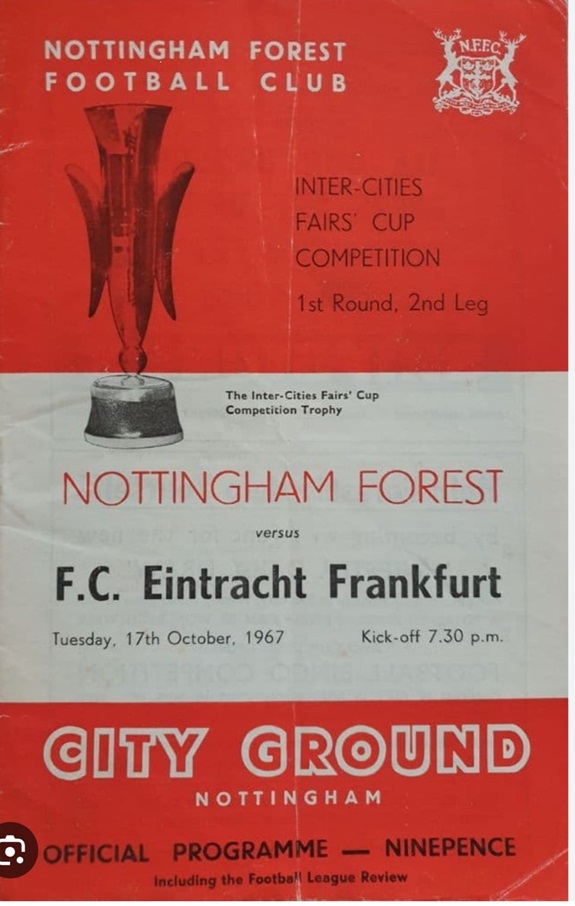 NOTTINGHAM FOREST
FOOTBALL CLUB
N.F.F.C.
INTER-CITIES
FAIRS' CUP
COMPETITION
1st Round, 2nd Leg
The Inter-Cities Fairs' Cup
Competition Trophy
NOTTINGHAM FOREST
versus
F.C. Eintracht Frankfurt
Tuesday, 17th October, 1967 Kick-off 7.30 p.m.
CITY GROUND
NOTTINGHAM
OFFICIAL PROGRAMME — NINEPENCE
Including the Football League Review